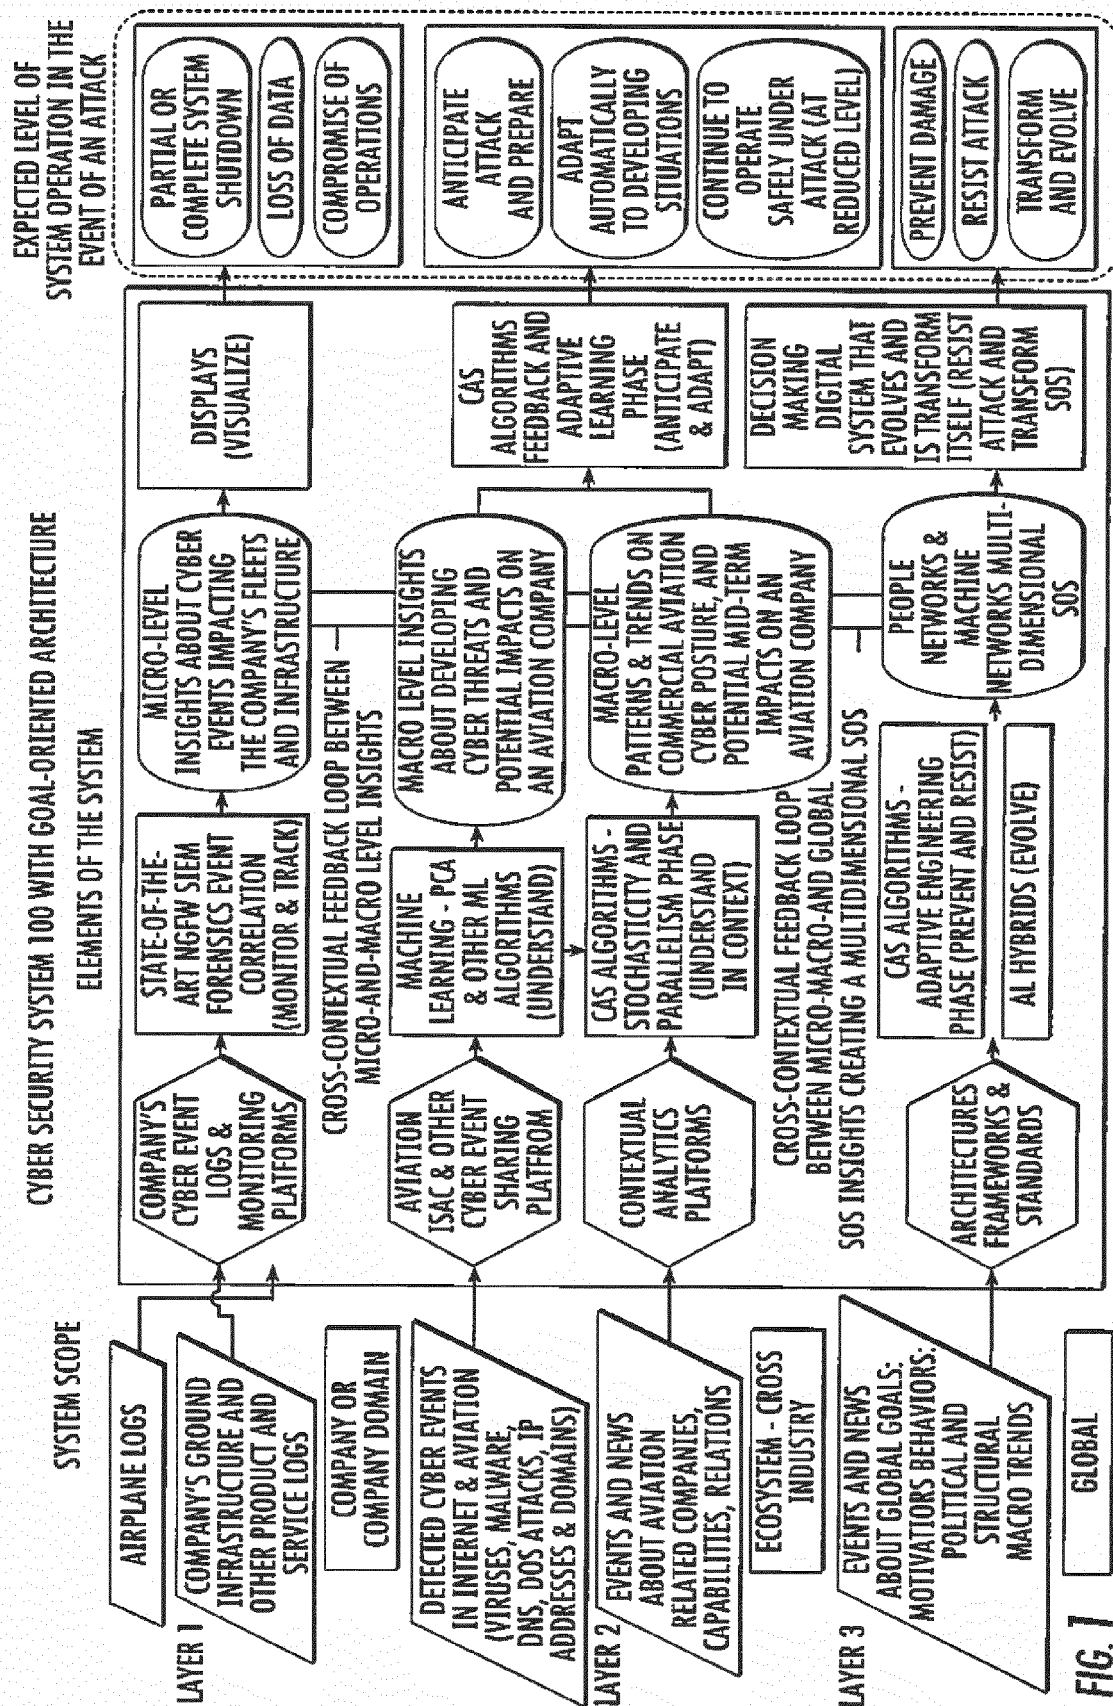 CYBER SECURITY SYSTEM 100 WITH GOAL-ORIENTED ARCHITECTURE
SYSTEM SCOPE
ELEMENTS OF THE SYSTEM
EXPECTED LEVEL OF
SYSTEM OPERATION IN THE
EVENT OF AN ATTACK
AIRPLANE LOGS
LAYER 1
COMPANY'S GROUND
INFRASTRUCTURE AND
OTHER PRODUCT AND
SERVICE LOGS
COMPANY OR
COMPANY DOMAIN
COMPANY'S
CYBER EVENT
LOGS &
MONITORING
PLATFORMS
STATE-OF-THE-
ART NGFW SIEM
FORENSICS EVENT
CORRELATION
(MONITOR & TRACK)
MICRO-LEVEL
INSIGHTS ABOUT CYBER
EVENTS IMPACTING
THE COMPANY'S FLEETS
AND INFRASTRUCTURE
DISPLAYS
(VISUALIZE)
PARTIAL OR
COMPLETE SYSTEM
SHUTDOWN
LOSS OF DATA
COMPROMISE OF
OPERATIONS
CROSS-CONTEXTUAL FEEDBACK LOOP BETWEEN
MICRO-AND-MACRO LEVEL INSIGHTS
DETECTED CYBER EVENTS
IN INTERNET & AVIATION
(VIRUSES, MALWARE,
DNS, DOS ATTACKS, IP
ADDRESSES & DOMAINS)
LAYER 2
EVENTS AND NEWS
ABOUT AVIATION
RELATED COMPANIES,
CAPABILITIES, RELATIONS
ECOSYSTEM - CROSS
INDUSTRY
AVIATION
ISAC & OTHER
CYBER EVENT
SHARING
PLATFROM
MACHINE
LEARNING - PCA
& OTHER ML
ALGORITHMS
(UNDERSTAND)
MACRO LEVEL INSIGHTS
ABOUT DEVELOPING
CYBER THREATS AND
POTENTIAL IMPACTS ON
AN AVIATION COMPANY
CONTEXTUAL
ANALYTICS
PLATFORMS
CAS ALGORITHMS -
STOCHASTICITY AND
PARALLELISM PHASE
(UNDERSTAND
IN CONTEXT)
MACRO-LEVEL
PATTERNS & TRENDS ON
COMMERCIAL AVIATION
CYBER POSTURE, AND
POTENTIAL MID-TERM
IMPACTS ON AN
AVIATION COMPANY
CAS
ALGORITHMS
FEEDBACK AND
ADAPTIVE
LEARNING
PHASE
(ANTICIPATE
& ADAPT)
ANTICIPATE
ATTACK
AND PREPARE
ADAPT
AUTOMATICALLY
TO DEVELOPING
SITUATIONS
CONTINUE TO
OPERATE
SAFELY UNDER
ATTACK (AT
REDUCED LEVEL)
CROSS-CONTEXTUAL FEEDBACK LOOP
BETWEEN MICRO-MACRO-AND GLOBAL
SOS INSIGHTS CREATING A MULTIDIMENSIONAL SOS
LAYER 3
EVENTS AND NEWS
ABOUT GLOBAL GOALS:
MOTIVATIORS BEHAVIORS:
POLITICAL AND
STRUCTURAL
MACRO TRENDS
GLOBAL
ARCHITECTURES
FRAMEWORKS &
STANDARDS
CAS ALGORITHMS -
ADAPTIVE ENGINEERING
PHASE (PREVENT AND RESIST)
AL HYBRIDS (EVOLVE)
PEOPLE
NETWORKS &
MACHINE
NETWORKS MULTI-
DIMENSIONAL
SOS
DECISION
MAKING
DIGITAL
SYSTEM THAT
EVOLVES AND
IS TRANSFORM
ITSELF (RESIST
ATTACK AND
TRANSFORM
SOS)
PREVENT DAMAGE
RESIST ATTACK
TRANSFORM
AND EVOLVE
FIG. 1